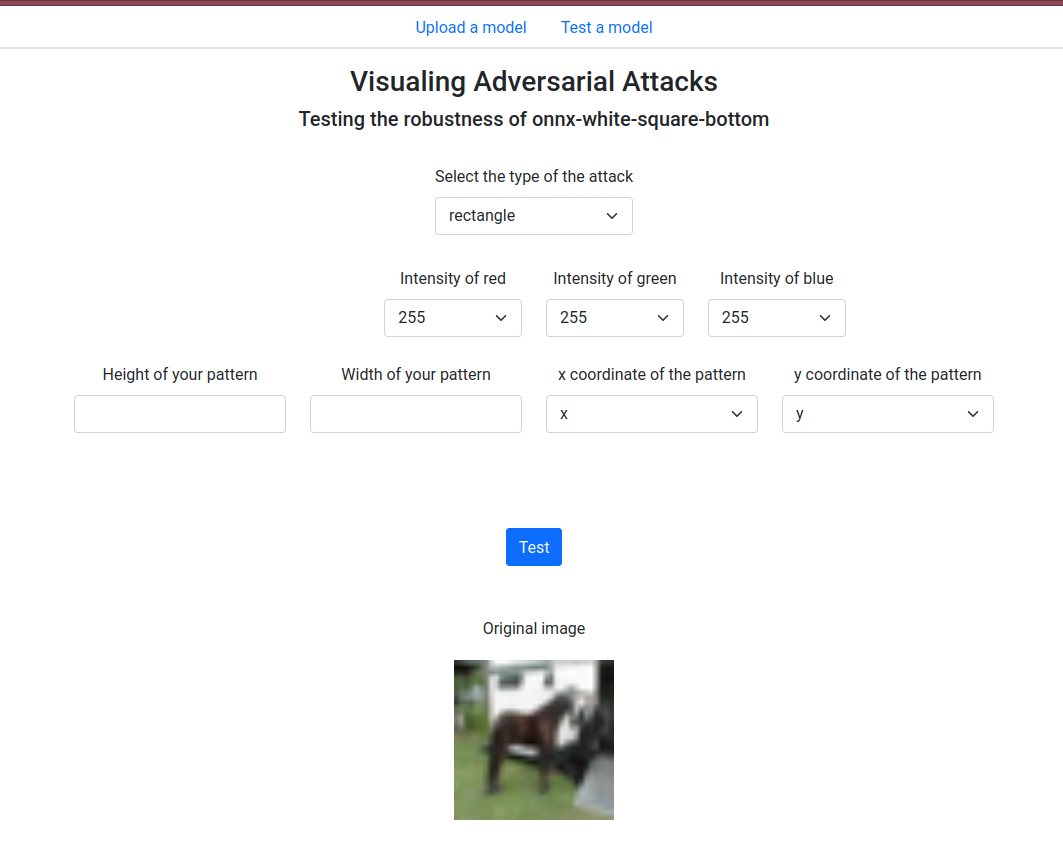 Upload a model Test a model
Visualing Adversarial Attacks
Testing the robustness of onnx-white-square-bottom
Select the type of the attack
rectangle
Intensity of red Intensity of green Intensity of blue
255 255 255
Height of your pattern Width of your pattern x coordinate of the pattern y coordinate of the pattern
x y
Test
Original image